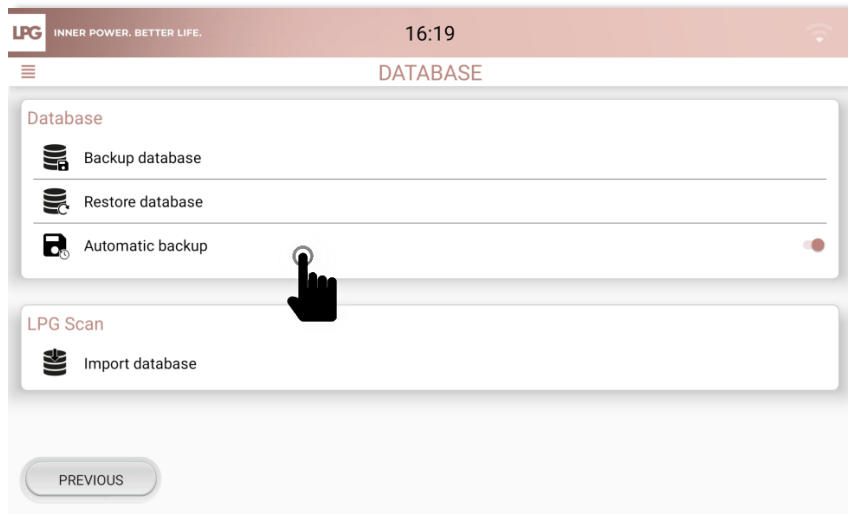 LPG INNER POWER. BETTER LIFE. 16:19
DATABASE
Database
Backup database
Restore database
Automatic backup
LPG Scan
Import database
PREVIOUS